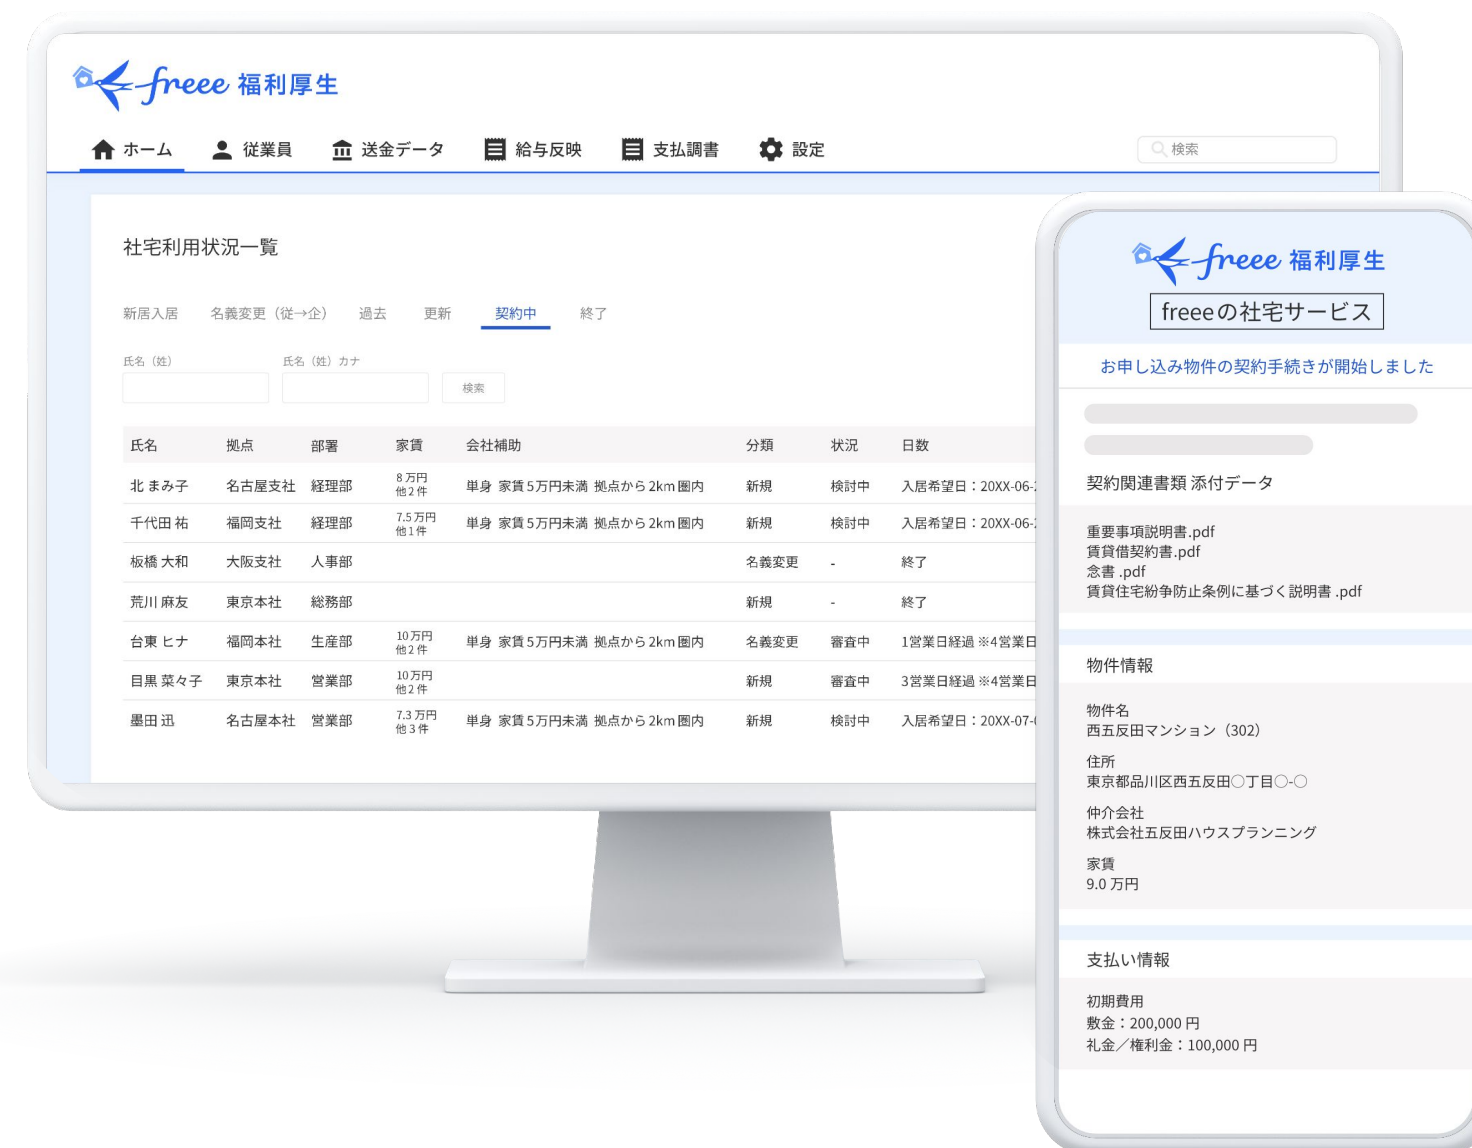 freee 福利厚生
ホーム 従業員 送金データ 給与反映 支払調書 設定 検索
社宅利用状況一覧
新居入居 名義変更（従→企） 過去 更新 契約中 終了
氏名（姓） 氏名（姓）カナ
検索
氏名 拠点 部署 家賃 会社補助 分類 状況 日数
北 まみ子 名古屋支社 経理部 8万円 他2件 単身 家賃5万円未満 拠点から2km圏内 新規 検討中 入居希望日：20XX-06-
千代田 祐 福岡支社 経理部 7.5万円 他1件 単身 家賃5万円未満 拠点から2km圏内 新規 検討中 入居希望日：20XX-06-
板橋 大和 大阪支社 人事部 名義変更 - 終了
荒川 麻友 東京本社 総務部 新規 - 終了
台東 ヒナ 福岡本社 生産部 10万円 他2件 単身 家賃5万円未満 拠点から2km圏内 名義変更 審査中 1営業日経過 ※4営業日
目黒 菜々子 東京本社 営業部 10万円 他2件 新規 審査中 3営業日経過 ※4営業日
墨田 迅 名古屋本社 営業部 7.3万円 他3件 単身 家賃5万円未満 拠点から2km圏内 新規 検討中 入居希望日：20XX-07-
freee 福利厚生
freeeの社宅サービス
お申し込み物件の契約手続きが開始しました
契約関連書類 添付データ
重要事項説明書.pdf
賃貸借契約書.pdf
念書.pdf
賃貸住宅紛争防止条例に基づく説明書.pdf
物件情報
物件名
西五反田マンション（302）
住所
東京都品川区西五反田○丁目○-○
仲介会社
株式会社五反田ハウスプランニング
家賃
9.0万円
支払い情報
初期費用
敷金：200,000円
礼金／権利金：100,000円